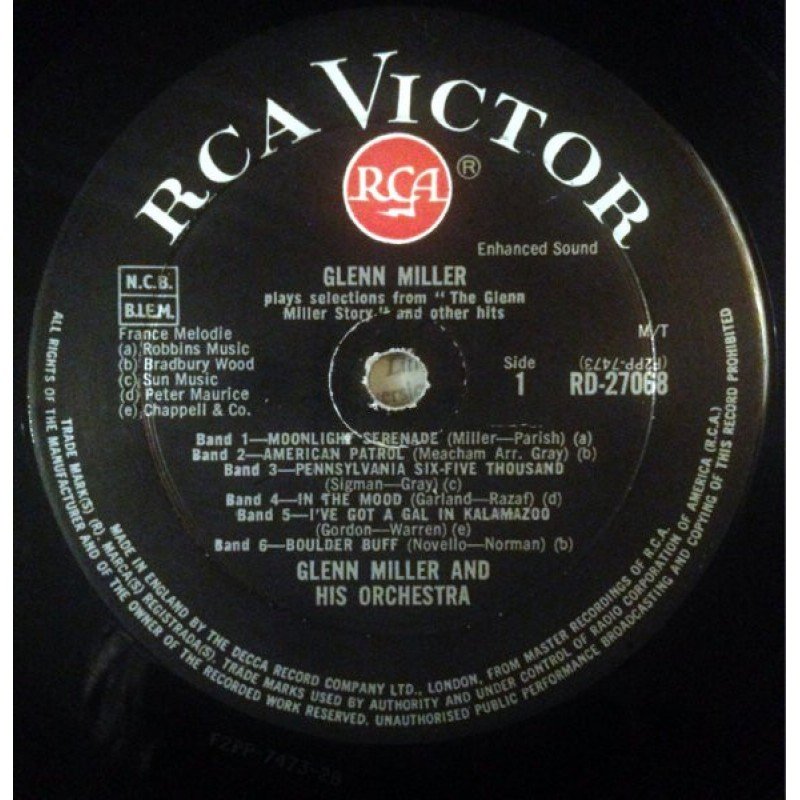 RCA VICTOR
RCA
®
Enhanced Sound
N.C.B.
B.I.E.M.
GLENN MILLER
plays selections from "The Glenn
Miller Story" and other hits
France Melodie
(a) Robbins Music
(b) Bradbury Wood
(c) Sun Music
(d) Peter Maurice
(e) Chappell & Co.
M/T
(F2PP-7473)
Side
1
RD-27068
Band 1—MOONLIGHT SERENADE (Miller—Parish) (a)
Band 2—AMERICAN PATROL (Meacham Arr. Gray) (b)
Band 3—PENNSYLVANIA SIX-FIVE THOUSAND
(Sigman—Gray) (c)
Band 4—IN THE MOOD (Garland—Razaf) (d)
Band 5—I'VE GOT A GAL IN KALAMAZOO
(Gordon—Warren) (e)
Band 6—BOULDER BUFF (Novello—Norman) (b)
GLENN MILLER AND
HIS ORCHESTRA
MADE IN ENGLAND BY THE DECCA RECORD COMPANY LTD., LONDON, FROM MASTER RECORDINGS OF R.C.A.
TRADE MARK(S) (R), MARCA(S) REGISTRADA(S), TRADE MARKS USED BY AUTHORITY AND UNDER CONTROL OF RADIO CORPORATION OF AMERICA (R.C.A.)
ALL RIGHTS OF THE MANUFACTURER AND OF THE OWNER OF THE RECORDED WORK RESERVED, UNAUTHORISED PUBLIC PERFORMANCE BROADCASTING AND COPYING OF THIS RECORD PROHIBITED